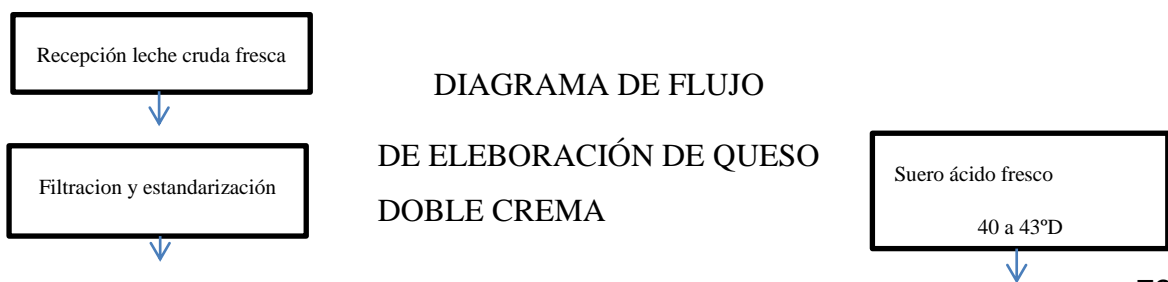 Recepción leche cruda fresca
DIAGRAMA DE FLUJO
DE ELEBORACIÓN DE QUESO
DOBLE CREMA
Filtracion y estandarización
Suero ácido fresco
40 a 43ºD